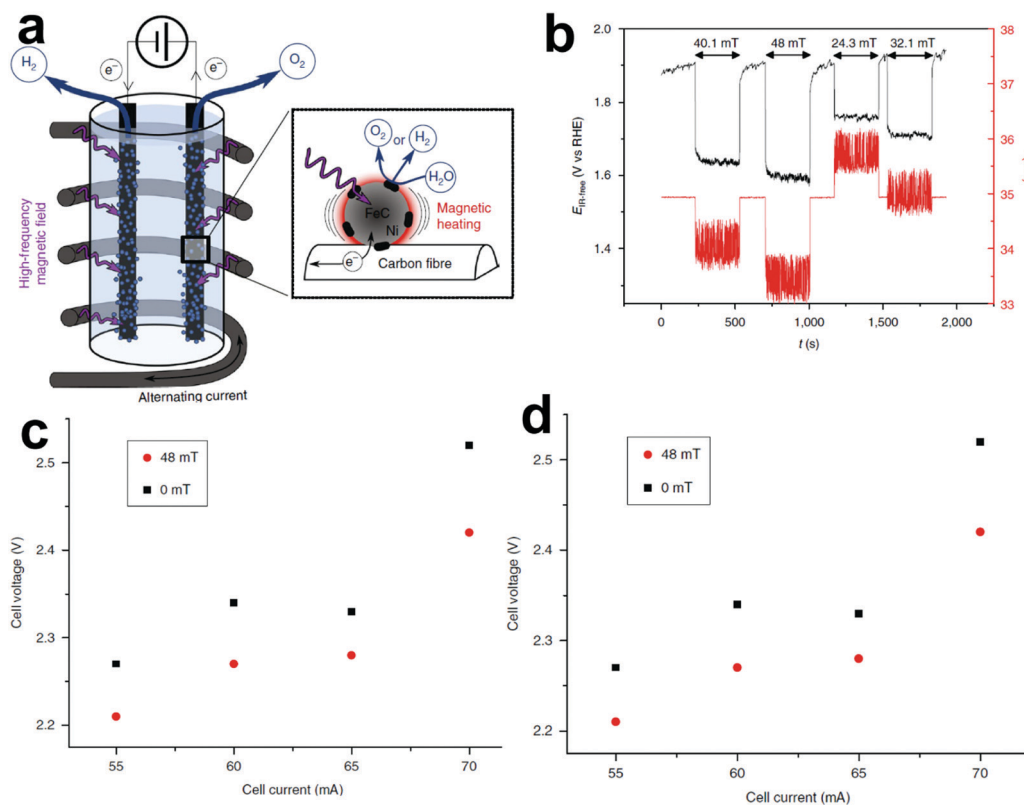 a
H₂
e⁻
e⁻
O₂
High-frequency
magnetic field
O₂ or H₂
H₂O
FeC
Ni
Magnetic
heating
e⁻
Carbon fibre
Alternating current
b
40.1 mT
48 mT
24.3 mT
32.1 mT
2.0
1.8
1.6
1.4
E_IR-free (V vs RHE)
38
37
36
35
34
33
0
500
1,000
1,500
2,000
t (s)
c
48 mT
0 mT
2.5
2.4
2.3
2.2
Cell voltage (V)
55
60
65
70
Cell current (mA)
d
48 mT
0 mT
2.5
2.4
2.3
2.2
Cell voltage (V)
55
60
65
70
Cell current (mA)